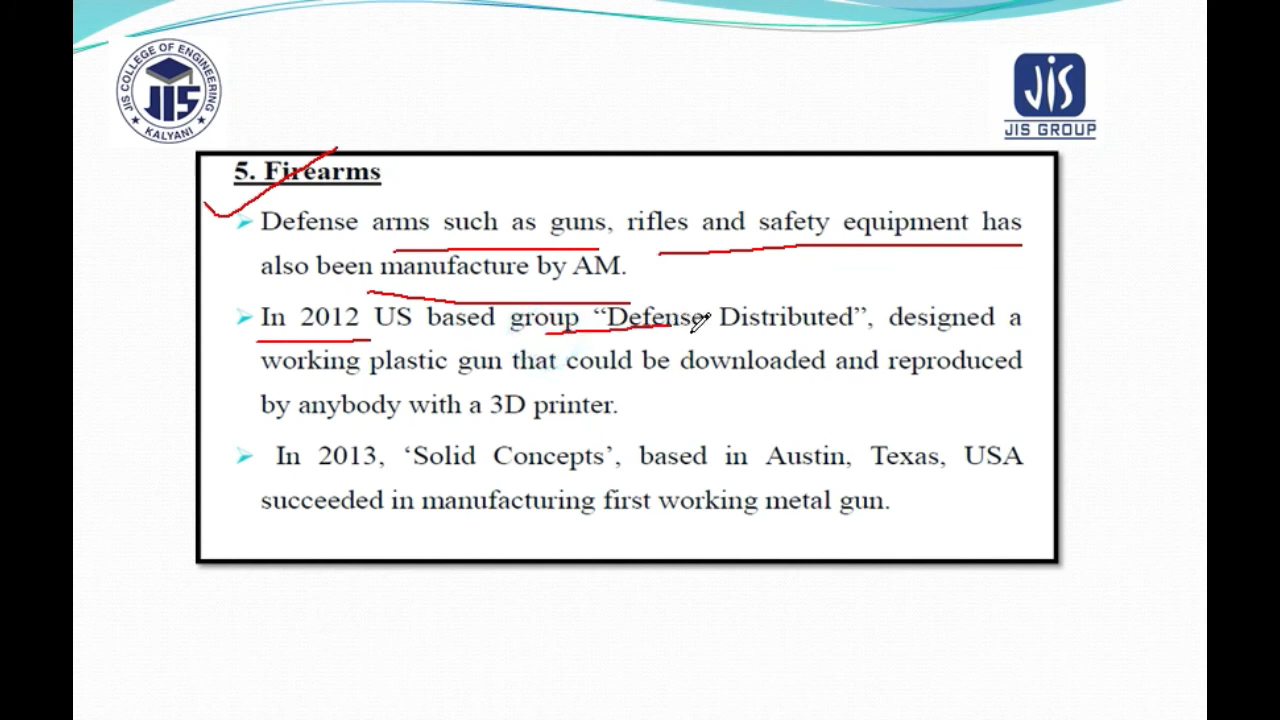 JIS COLLEGE OF ENGINEERING
JIS
KALYANI
JIS
JIS GROUP
5. Firearms
Defense arms such as guns, rifles and safety equipment has
also been manufacture by AM.
In 2012 US based group “Defense Distributed”, designed a
working plastic gun that could be downloaded and reproduced
by anybody with a 3D printer.
In 2013, ‘Solid Concepts’, based in Austin, Texas, USA
succeeded in manufacturing first working metal gun.